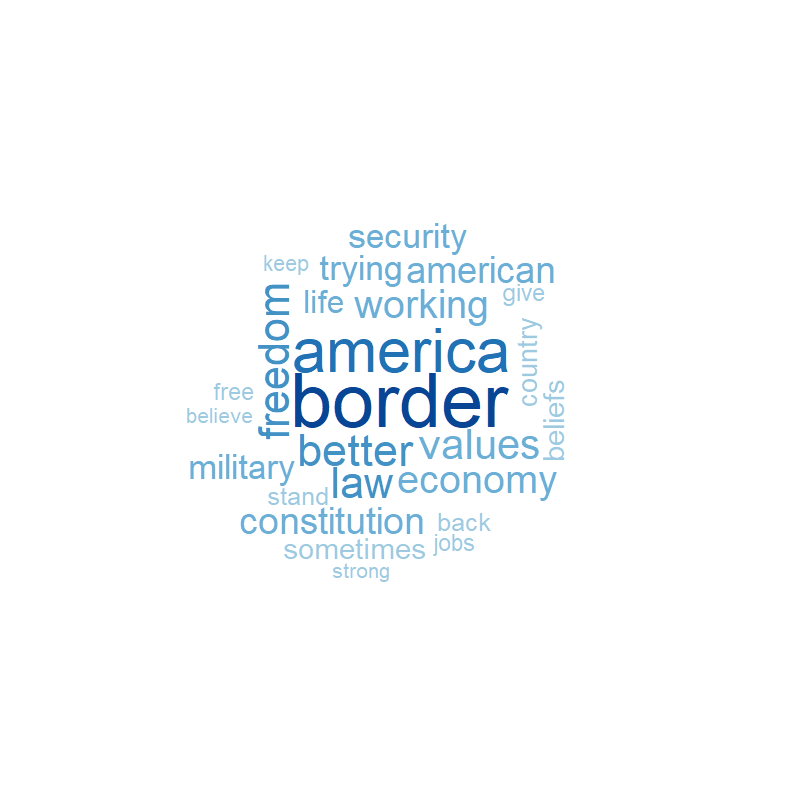 security
keep
trying
american
life
working
give
freedom
america
country
free
border
believe
beliefs
better
values
military
law
economy
stand
constitution
back
sometimes
jobs
strong